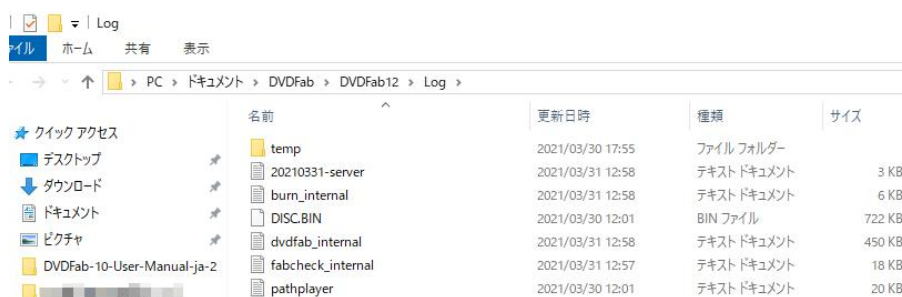 Log
ァイル ホーム 共有 表示
PC > ドキュメント > DVDFab > DVDFab12 > Log >
名前 更新日時 種類 サイズ
クイック アクセス
デスクトップ
ダウンロード
ドキュメント
ピクチャ
DVDFab-10-User-Manual-ja-2
temp 2021/03/30 17:55 ファイル フォルダー
20210331-server 2021/03/31 12:58 テキスト ドキュメント 3 KB
burn_internal 2021/03/31 12:58 テキスト ドキュメント 6 KB
DISC.BIN 2021/03/30 12:01 BIN ファイル 722 KB
dvdfab_internal 2021/03/31 12:58 テキスト ドキュメント 450 KB
fabcheck_internal 2021/03/31 12:57 テキスト ドキュメント 18 KB
pathplayer 2021/03/30 12:01 テキスト ドキュメント 20 KB